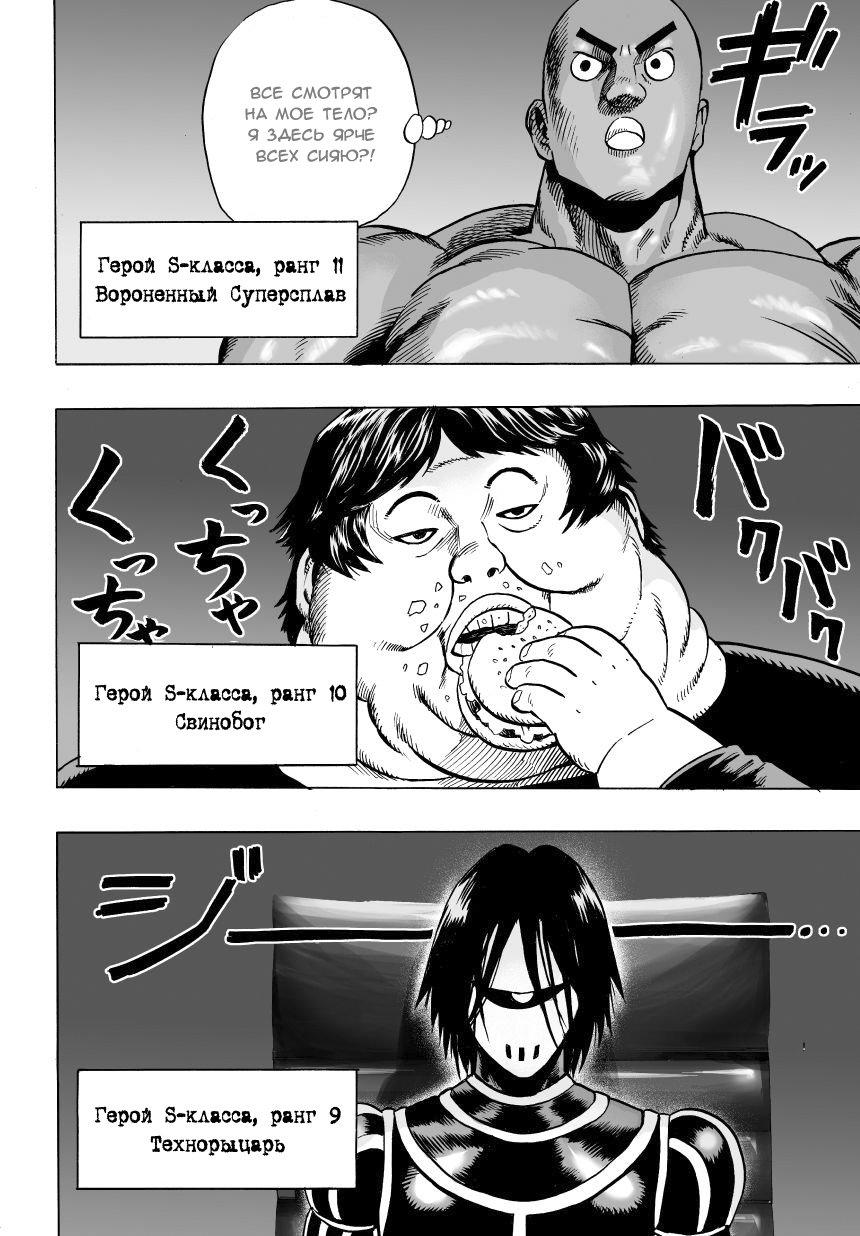 ВСЕ СМОТРЯТ
НА МОЕ ТЕЛО?
Я ЗДЕСЬ ЯРЧЕ
ВСЕХ СИЯЮ?!
ギラッ
Герой S-класса, ранг 11
Вороненный Суперсплав
バクバク
くっちゃ
くっちゃ
Герой S-класса, ранг 10
Свинобог
ジー…
Герой S-класса, ранг 9
Технорыцарь